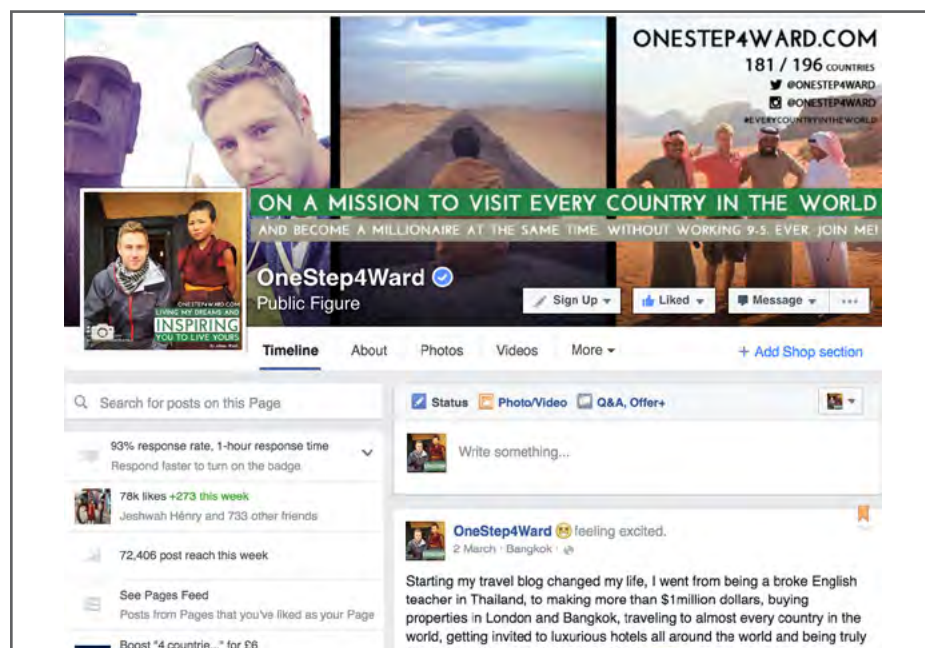 ONESTEP4WARD.COM
181 / 196 COUNTRIES
@ONESTEP4WARD
@ONESTEP4WARD
#EVERYCOUNTRYINTHEWORLD
ON A MISSION TO VISIT EVERY COUNTRY IN THE WORLD
AND BECOME A MILLIONAIRE AT THE SAME TIME. WITHOUT WORKING 9-5. EVER. JOIN ME!
ONESTEP4WARD.COM
LIVING MY DREAMS AND
INSPIRING
YOU TO LIVE YOURS
OneStep4Ward
Public Figure
Sign Up
Liked
Message
Timeline About Photos Videos More
+ Add Shop section
Search for posts on this Page
93% response rate, 1-hour response time
Respond faster to turn on the badge
78k likes +273 this week
Jeshwah Hénry and 733 other friends
72,406 post reach this week
See Pages Feed
Posts from Pages that you've liked as your Page
Boost "4 countrie..." for £6
Status Photo/Video Q&A, Offer+
Write something...
OneStep4Ward feeling excited.
2 March · Bangkok ·
Starting my travel blog changed my life, I went from being a broke English
teacher in Thailand, to making more than $1million dollars, buying
properties in London and Bangkok, traveling to almost every country in the
world, getting invited to luxurious hotels all around the world and being truly